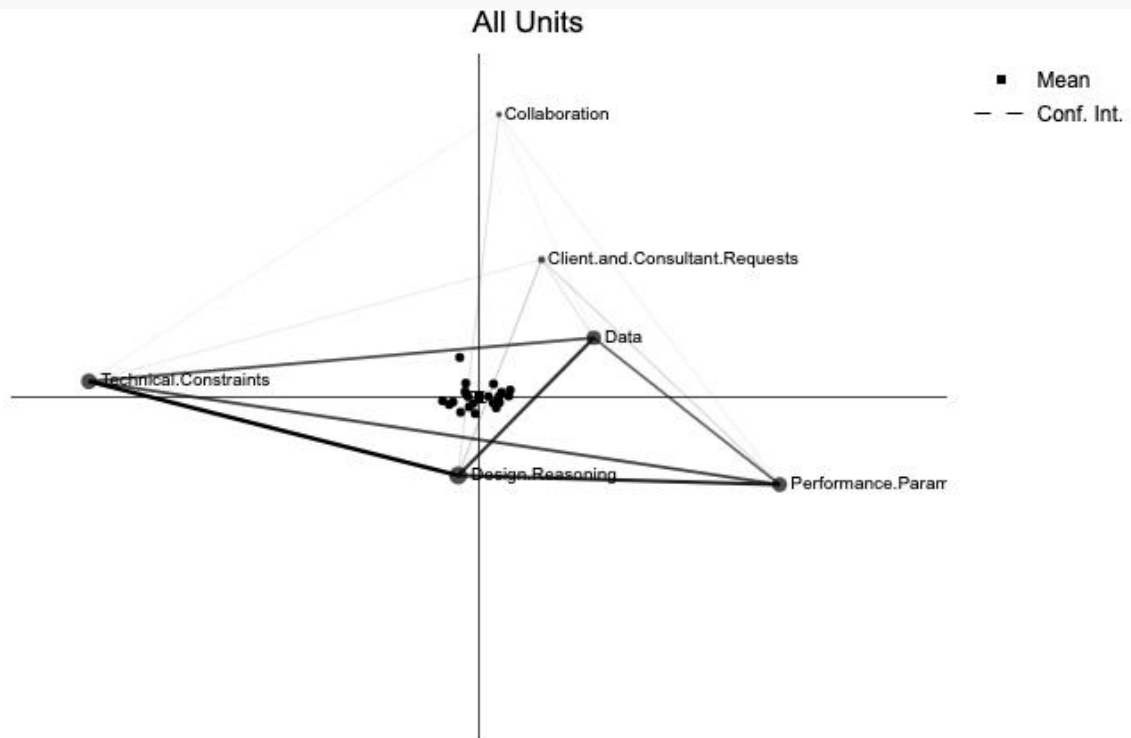 All Units
Mean
Conf. Int.
Collaboration
Client.and.Consultant.Requests
Data
Technical.Constraints
Design.Reasoning
Performance.Param